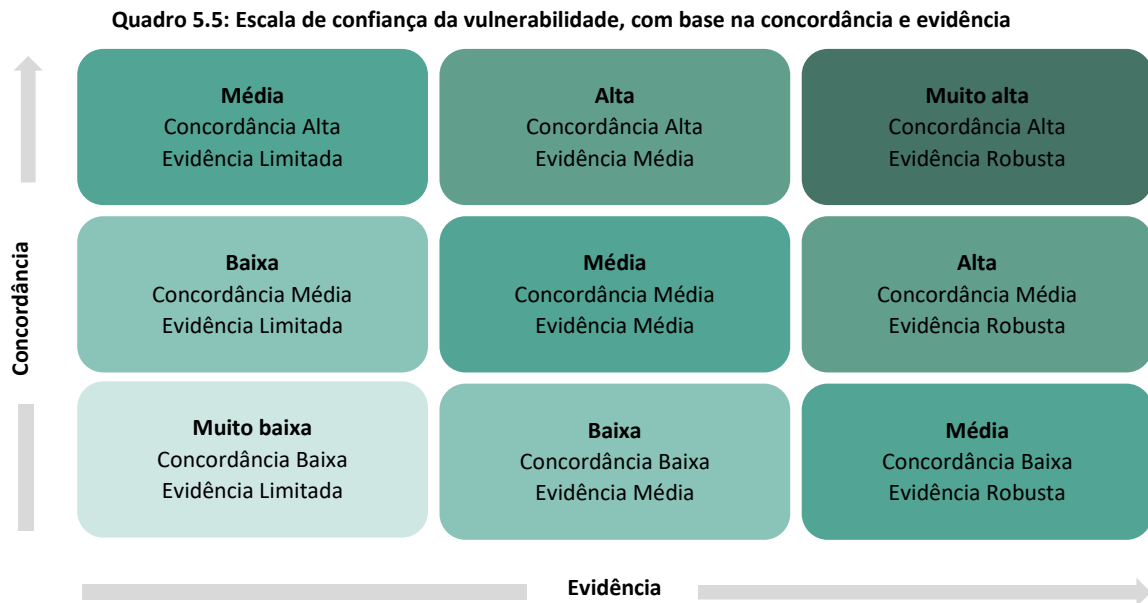 Quadro 5.5: Escala de confiança da vulnerabilidade, com base na concordância e evidência
Média
Concordância Alta
Evidência Limitada
Alta
Concordância Alta
Evidência Média
Muito alta
Concordância Alta
Evidência Robusta
Baixa
Concordância Média
Evidência Limitada
Média
Concordância Média
Evidência Média
Alta
Concordância Média
Evidência Robusta
Muito baixa
Concordância Baixa
Evidência Limitada
Baixa
Concordância Baixa
Evidência Média
Média
Concordância Baixa
Evidência Robusta
Concordância
Evidência